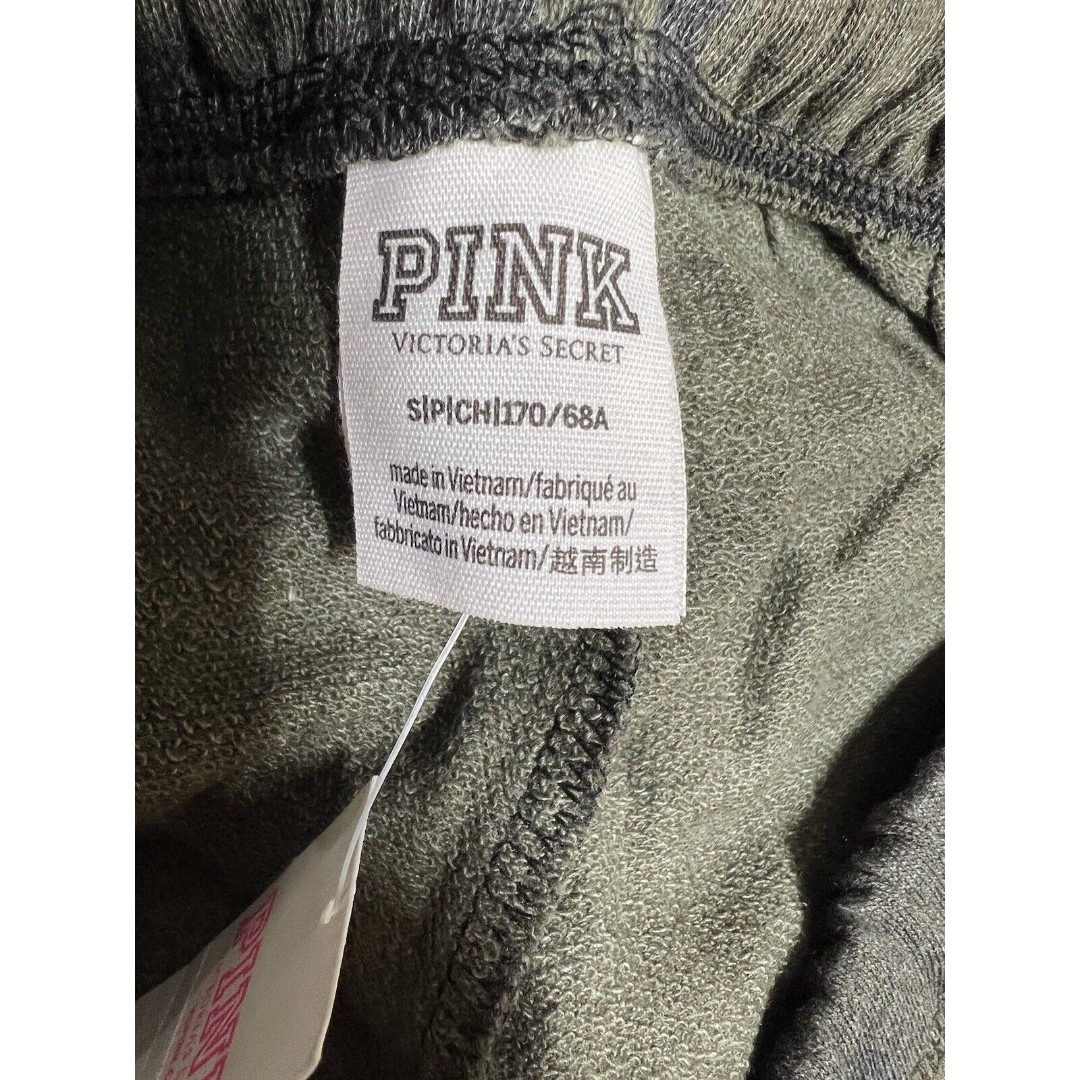 PINK
VICTORIA'S SECRET
S|P|CH|170/68A
made in Vietnam/fabriqué au
Vietnam/hecho en Vietnam/
fabbricato in Vietnam/越南制造
PINK